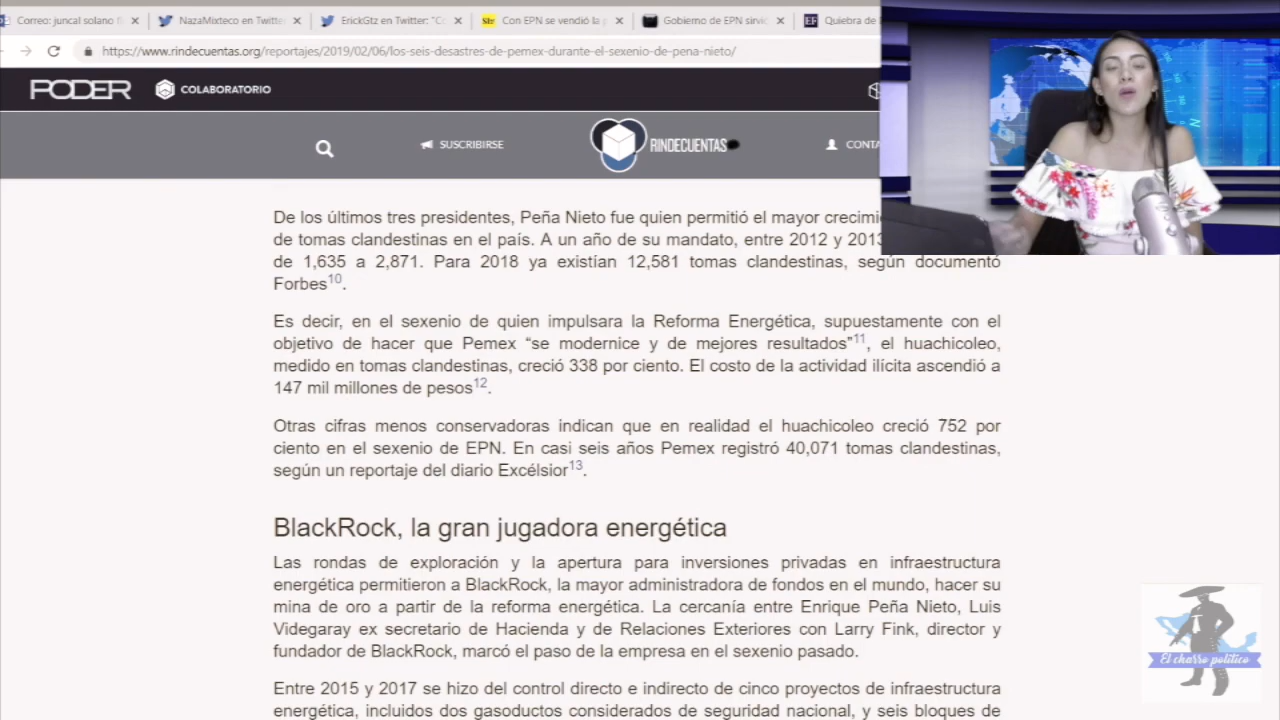 Correo: juncal solano f
NazaMixteco en Twitte
ErickGtz en Twitter: "Co
Str
Con EPN se vendió la p
Gobierno de EPN sirvió
EF
Quiebra de
https://www.rindecuentas.org/reportajes/2019/02/06/los-seis-desastres-de-pemex-durante-el-sexenio-de-pena-nieto/
PODER
COLABORATORIO
SUSCRIBIRSE
RINDECUENTAS
CONTA
De los últimos tres presidentes, Peña Nieto fue quien permitió el mayor crecimi
de tomas clandestinas en el país. A un año de su mandato, entre 2012 y 2013
de 1,635 a 2,871. Para 2018 ya existían 12,581 tomas clandestinas, según documentó
Forbes10.
Es decir, en el sexenio de quien impulsara la Reforma Energética, supuestamente con el
objetivo de hacer que Pemex “se modernice y de mejores resultados”11, el huachicoleo,
medido en tomas clandestinas, creció 338 por ciento. El costo de la actividad ilícita ascendió a
147 mil millones de pesos12.
Otras cifras menos conservadoras indican que en realidad el huachicoleo creció 752 por
ciento en el sexenio de EPN. En casi seis años Pemex registró 40,071 tomas clandestinas,
según un reportaje del diario Excélsior13.
BlackRock, la gran jugadora energética
Las rondas de exploración y la apertura para inversiones privadas en infraestructura
energética permitieron a BlackRock, la mayor administradora de fondos en el mundo, hacer su
mina de oro a partir de la reforma energética. La cercanía entre Enrique Peña Nieto, Luis
Videgaray ex secretario de Hacienda y de Relaciones Exteriores con Larry Fink, director y
fundador de BlackRock, marcó el paso de la empresa en el sexenio pasado.
Entre 2015 y 2017 se hizo del control directo e indirecto de cinco proyectos de infraestructura
energética, incluidos dos gasoductos considerados de seguridad nacional, y seis bloques de
El charro político